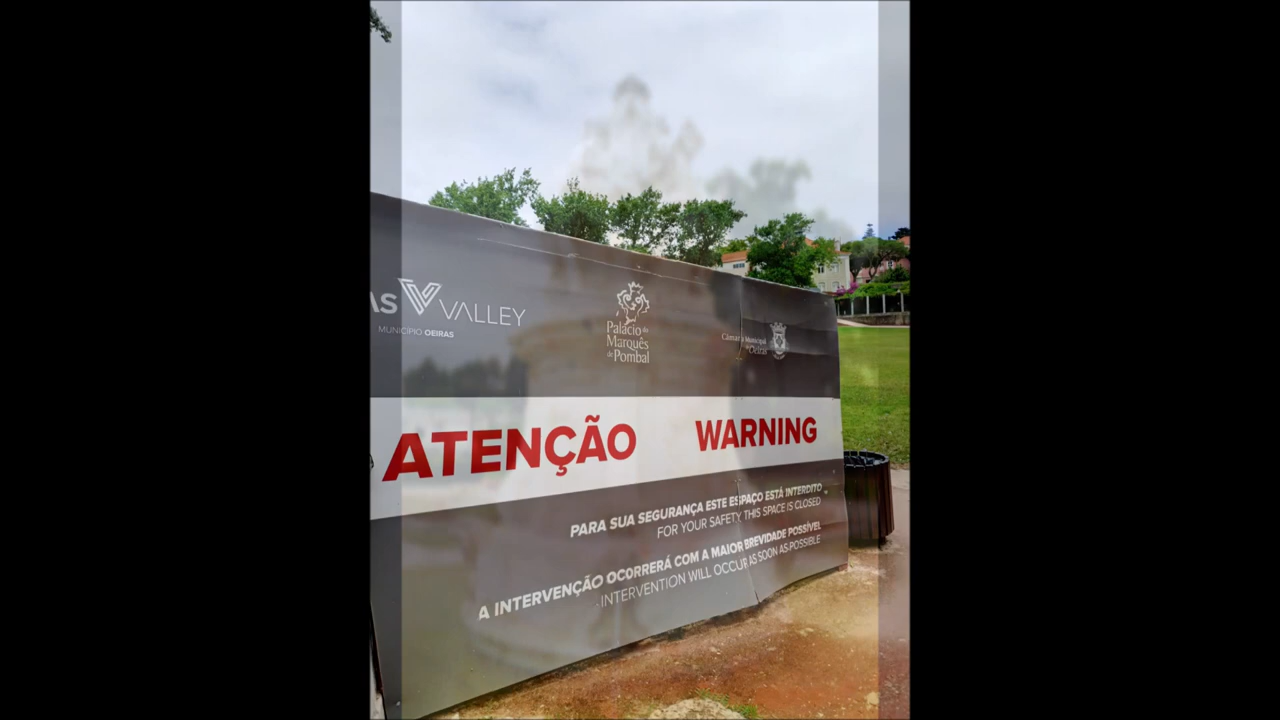 AS VALLEY
MUNICÍPIO OEIRAS
Palácio do
Marquês
de Pombal
Câmara Municipal
de Oeiras
ATENÇÃO WARNING
PARA SUA SEGURANÇA ESTE ESPAÇO ESTÁ INTERDITO
FOR YOUR SAFETY THIS SPACE IS CLOSED
A INTERVENÇÃO OCORRERÁ COM A MAIOR BREVIDADE POSSÍVEL
INTERVENTION WILL OCCUR AS SOON AS POSSIBLE